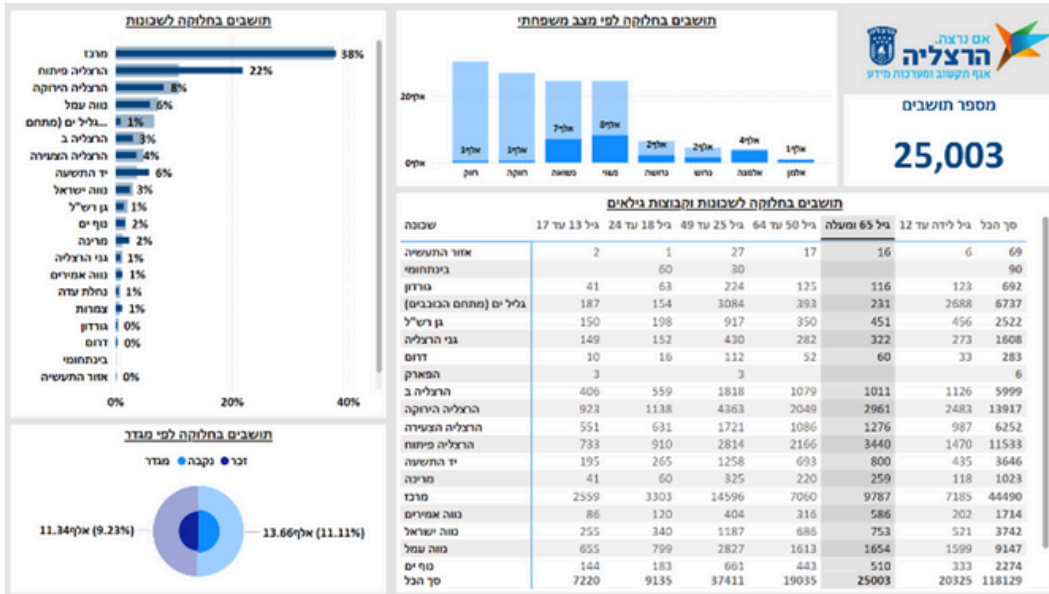 אם נרצה.
הרצליה
אגף תקשוב ומערכות מידע
מספר תושבים
25,003
תושבים בחלוקה לפי מצב משפחתי
20אלף
0אלף
1אלף 1אלף 7אלף 8אלף 2אלף 2אלף 4אלף 1אלף
רווק רווקה נשואה נשוי גרושה גרוש אלמנה אלמן
תושבים בחלוקה לשכונות
מרכז 38%
הרצליה פיתוח 22%
הרצליה הירוקה 8%
נווה עמל 6%
גליל ים (מתחם... 1%
הרצליה ב 3%
הרצליה הצעירה 4%
יד התשעה 6%
נווה ישראל 3%
גן רש"ל 1%
נוף ים 2%
מרינה 2%
גני הרצליה 1%
נווה אמירים 1%
נחלת עדה 1%
צמרות 1%
גורדון 0%
דרום 0%
בינתחומי
אזור התעשיה 0%
0% 20% 40%
תושבים בחלוקה לפי מגדר
מגדר נקבה זכר
11.34אלף (9.23%)
13.66אלף (11.11%)
תושבים בחלוקה לשכונות וקבוצות גילאים
שכונה גיל 13 עד 17 גיל 18 עד 24 גיל 25 עד 49 גיל 50 עד 64 גיל 65 ומעלה גיל לידה עד 12 סך הכל
אזור התעשיה 2 1 27 17 16 6 69
בינתחומי 60 30 90
גורדון 41 63 224 125 116 123 692
גליל ים (מתחם הכוכבים) 187 154 3084 393 231 2688 6737
גן רש"ל 150 198 917 350 451 456 2522
גני הרצליה 149 152 430 282 322 273 1608
דרום 10 16 112 52 60 33 283
הפארק 3 3 6
הרצליה ב 406 559 1818 1079 1011 1126 5999
הרצליה הירוקה 923 1138 4363 2049 2961 2483 13917
הרצליה הצעירה 551 631 1721 1086 1276 987 6252
הרצליה פיתוח 733 910 2814 2166 3440 1470 11533
יד התשעה 195 265 1258 693 800 435 3646
מרינה 41 60 325 220 259 118 1023
מרכז 2559 3303 14596 7060 9787 7185 44490
נווה אמירים 86 120 404 316 586 202 1714
נווה ישראל 255 340 1187 686 753 521 3742
נווה עמל 655 799 2827 1613 1654 1599 9147
נוף ים 144 183 661 443 510 333 2274
סך הכל 7220 9135 37411 19035 25003 20325 118129